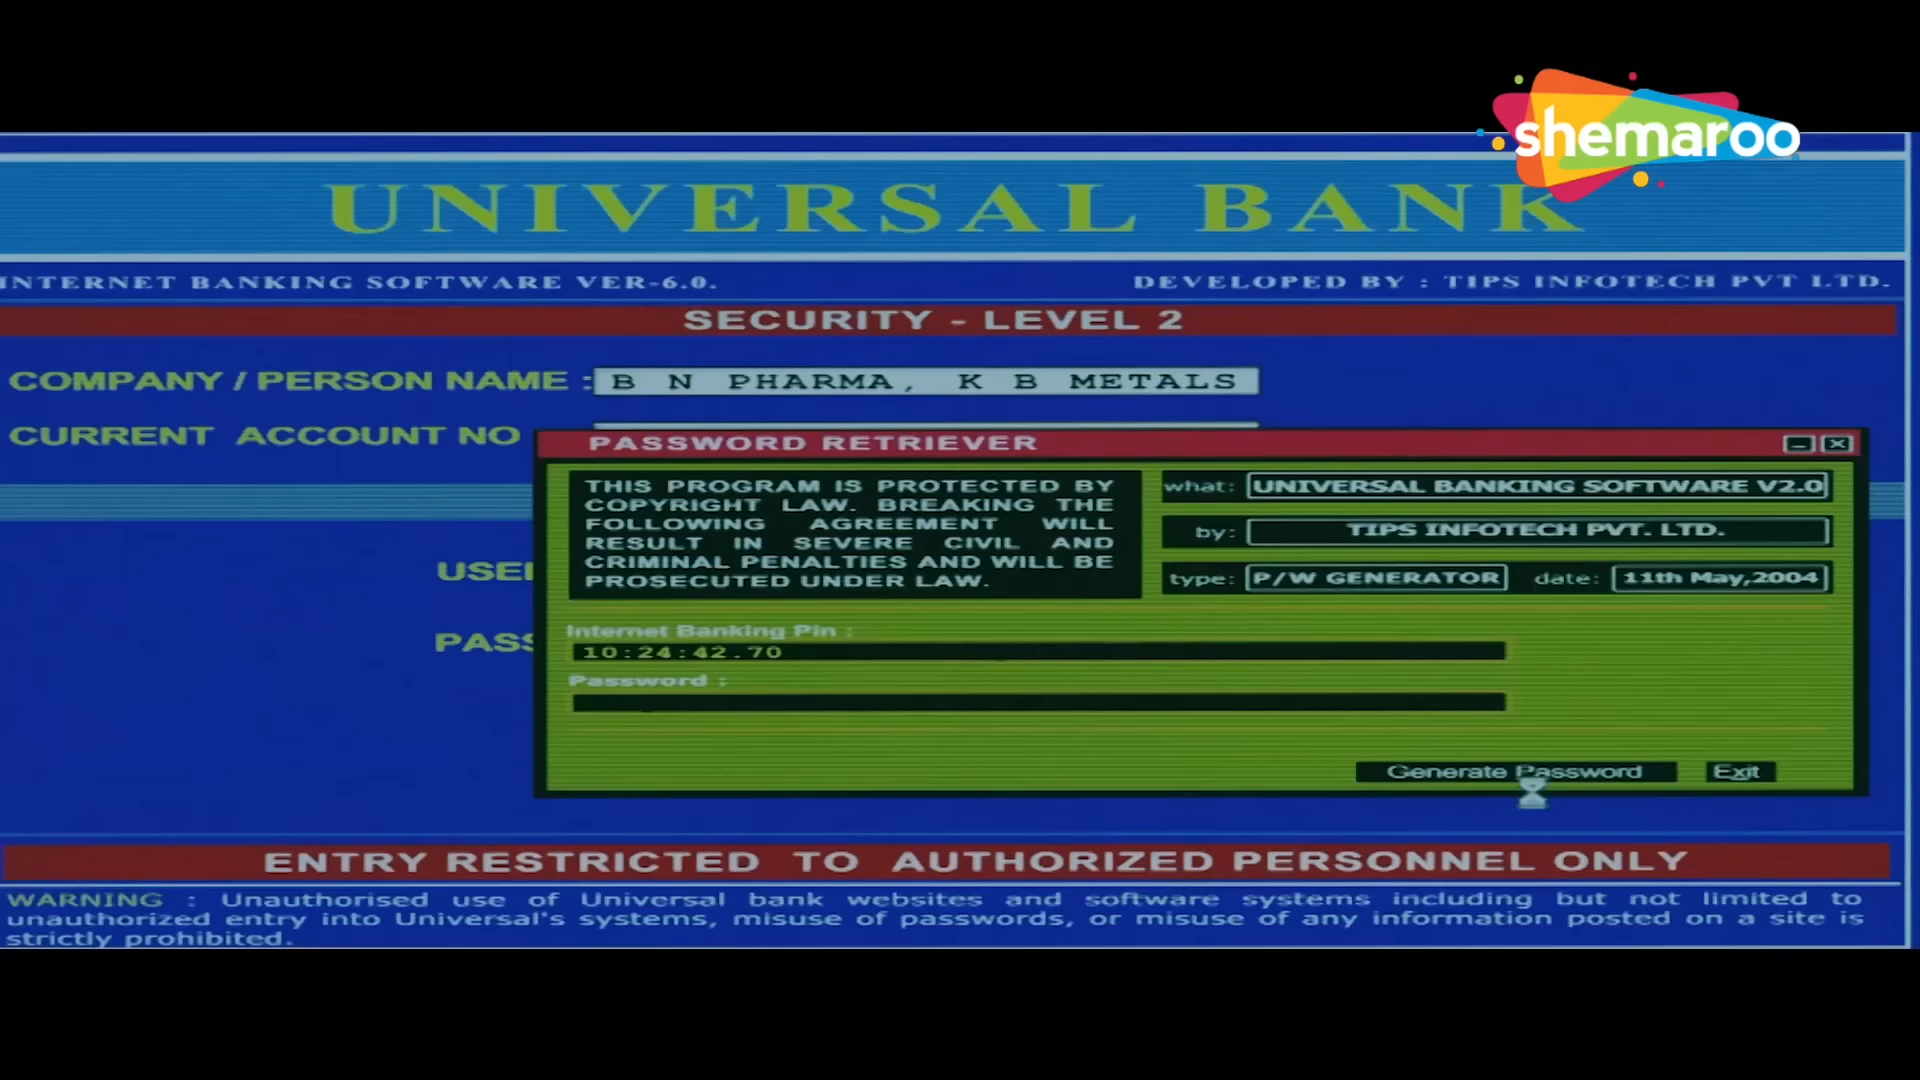 shemaroo
UNIVERSAL BANK
INTERNET BANKING SOFTWARE VER-6.0.
DEVELOPED BY : TIPS INFOTECH PVT LTD.
SECURITY - LEVEL 2
COMPANY / PERSON NAME : B N PHARMA, K B METALS
CURRENT ACCOUNT NO
PASSWORD RETRIEVER
THIS PROGRAM IS PROTECTED BY
COPYRIGHT LAW. BREAKING THE
FOLLOWING AGREEMENT WILL
RESULT IN SEVERE CIVIL AND
CRIMINAL PENALTIES AND WILL BE
PROSECUTED UNDER LAW.
what: UNIVERSAL BANKING SOFTWARE V2.0
by: TIPS INFOTECH PVT. LTD.
type: P/W GENERATOR date: 11th May,2004
USER
Internet Banking Pin :
10:24:42.70
PASS
Password :
Generate Password Exit
ENTRY RESTRICTED TO AUTHORIZED PERSONNEL ONLY
WARNING : Unauthorised use of Universal bank websites and software systems including but not limited to
unauthorized entry into Universal's systems, misuse of passwords, or misuse of any information posted on a site is
strictly prohibited.